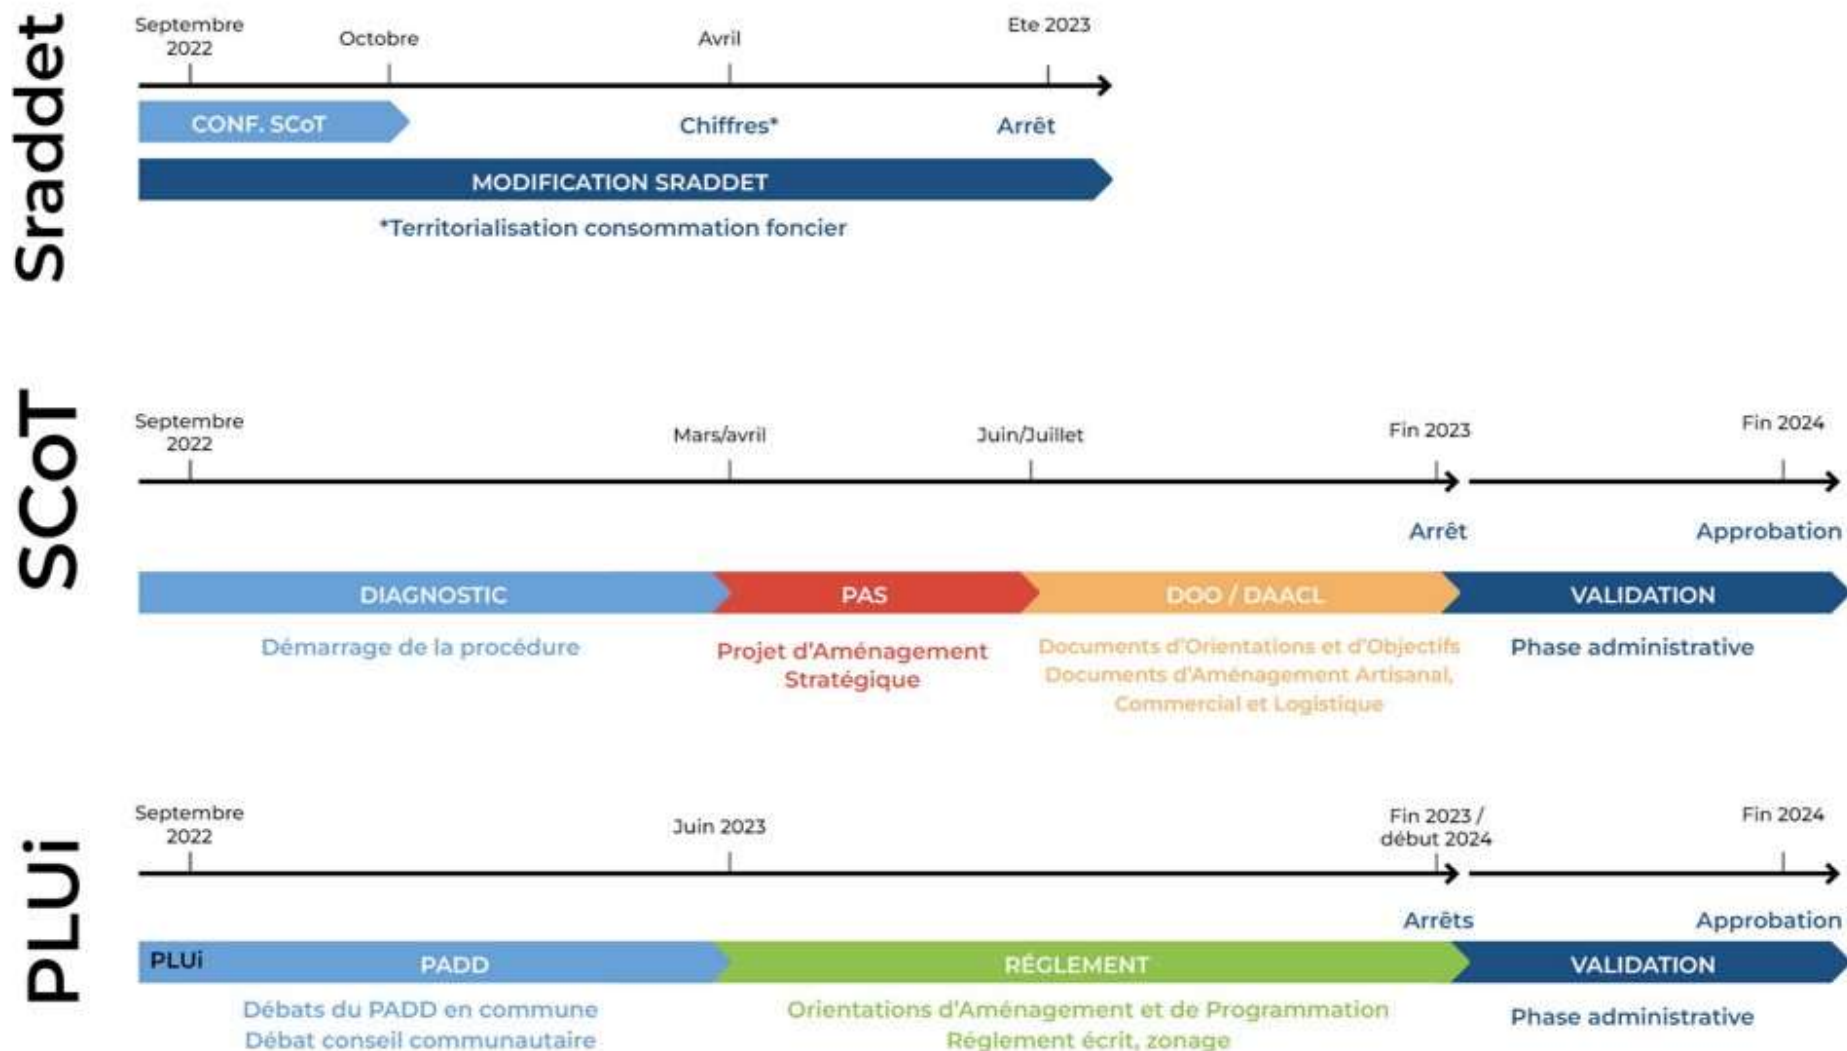 Sraddet
Septembre
2022
Octobre
Avril
Ete 2023
CONF. SCoT
Chiffres*
Arrêt
MODIFICATION SRADDET
*Territorialisation consommation foncier
SCoT
Septembre
2022
Mars/avril
Juin/Juillet
Fin 2023
Fin 2024
Arrêt
Approbation
DIAGNOSTIC
PAS
DOO / DAACL
VALIDATION
Démarrage de la procédure
Projet d'Aménagement
Stratégique
Documents d'Orientations et d'Objectifs
Documents d'Aménagement Artisanal,
Commercial et Logistique
Phase administrative
PLUi
Septembre
2022
Juin 2023
Fin 2023 /
début 2024
Fin 2024
Arrêts
Approbation
PLUi
PADD
RÉGLEMENT
VALIDATION
Débats du PADD en commune
Débat conseil communautaire
Orientations d'Aménagement et de Programmation
Réglement écrit, zonage
Phase administrative